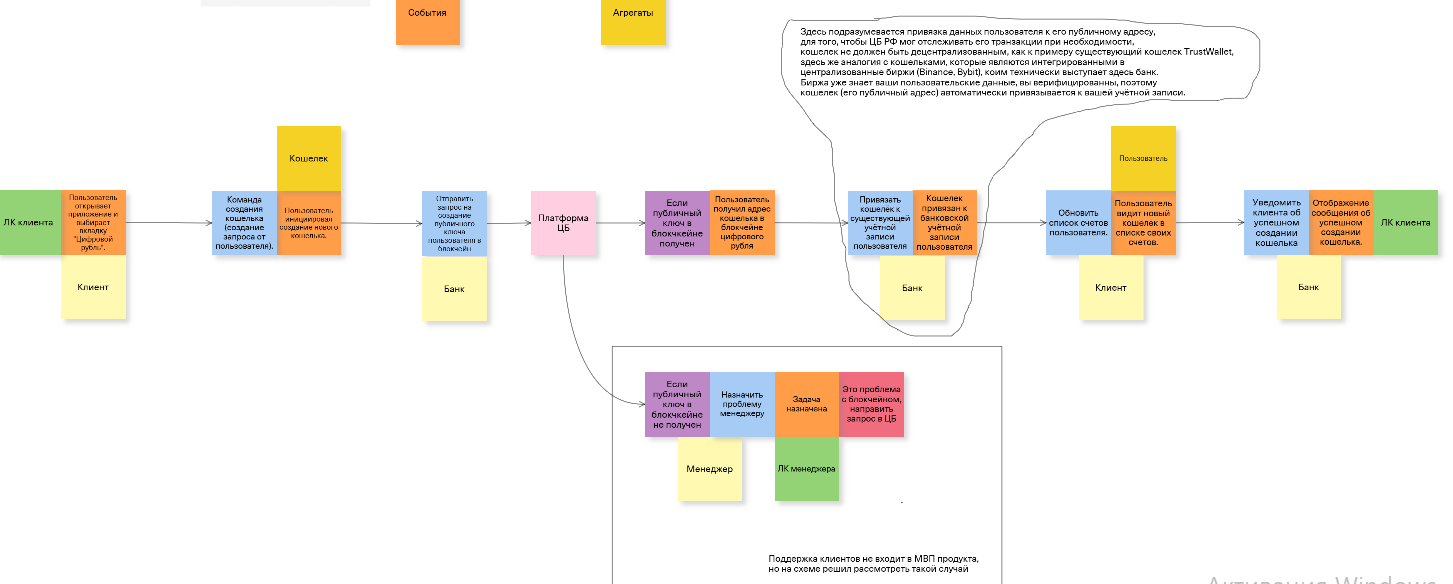 События
Агрегаты
Здесь подразумевается привязка данных пользователя к его публичному адресу,
для того, чтобы ЦБ РФ мог отслеживать его транзакции при необходимости,
кошелек не должен быть децентрализованным, как к примеру существующий кошелек TrustWallet,
здесь же аналогия с кошельками, которые являются интегрированными в
централизованные биржи (Binance, Bybit), коим технически выступает здесь банк.
Биржа уже знает ваши пользовательские данные, вы верифицированны, поэтому
кошелек (его публичный адрес) автоматически привязывается к вашей учётной записи.
ЛК клиента
Пользователь
открывает
приложение и
выбирает
вкладку
"Цифровой
рубль".
Клиент
Команда
создания
кошелька
(создание
запроса от
пользователя).
Кошелек
Пользователь
инициировал
создание нового
кошелька.
Отправить
запрос на
создание
публичного
ключа
пользователя в
блокчейн
Банк
Платформа
ЦБ
Если
публичный
ключ в
блокчкейне
получен
Пользователь
получил адрес
кошелька в
блокчейне
цифрового
рубля
Привязать
кошелек к
существующей
учётной
записи
пользователя
Кошелек
привязан к
банковской
учётной
записи
пользователя
Банк
Обновить
список счетов
пользователя.
Пользователь
Пользователь
видит новый
кошелек в
списке своих
счетов.
Клиент
Уведомить
клиента об
успешном
создании
кошелька
Отображение
сообщения об
успешном
создании
кошелька.
ЛК клиента
Банк
Если
публичный
ключ в
блокчкейне
не получен
Назначить
проблему
менеджеру
Задача
назначена
Это проблема
с блокчейном,
направить
запрос в ЦБ
Менеджер
ЛК менеджера
Поддержка клиентов не входит в МВП продукта,
но на схеме решил рассмотреть такой случай
Активация Windows